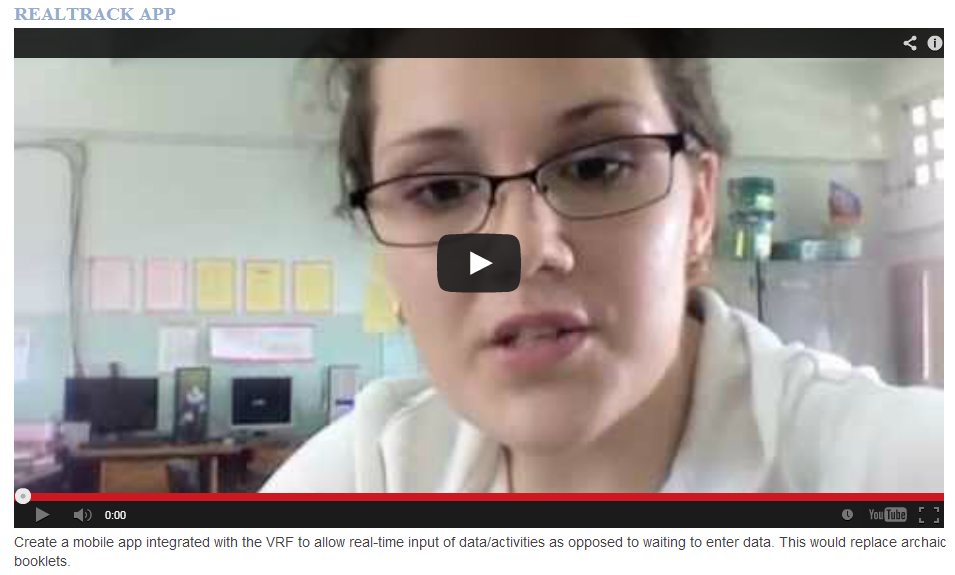 REALTRACK APP
0:00
YouTube
Create a mobile app integrated with the VRF to allow real-time input of data/activities as opposed to waiting to enter data. This would replace archaic
booklets.